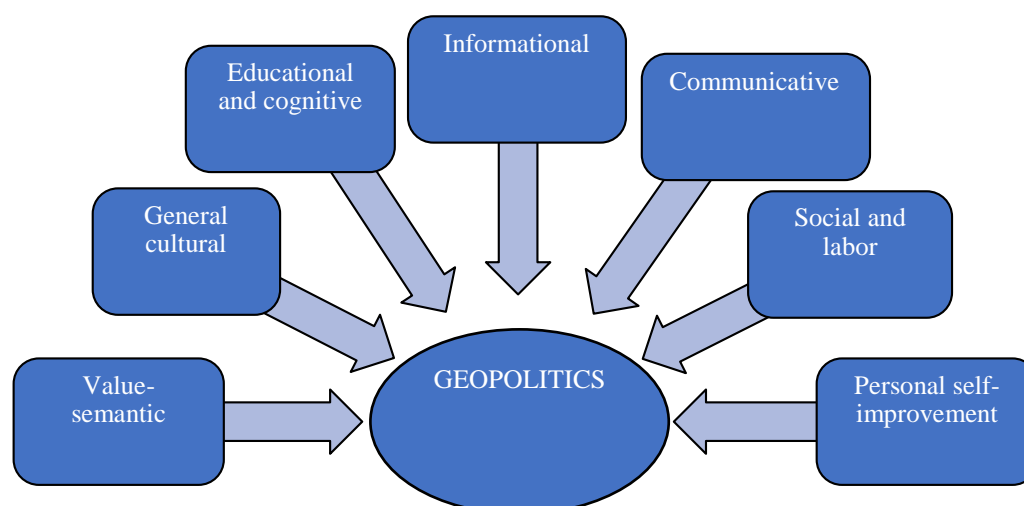 Informational
Educational
and cognitive
Communicative
General
cultural
Social and
labor
GEOPOLITICS
Value-
semantic
Personal self-
improvement